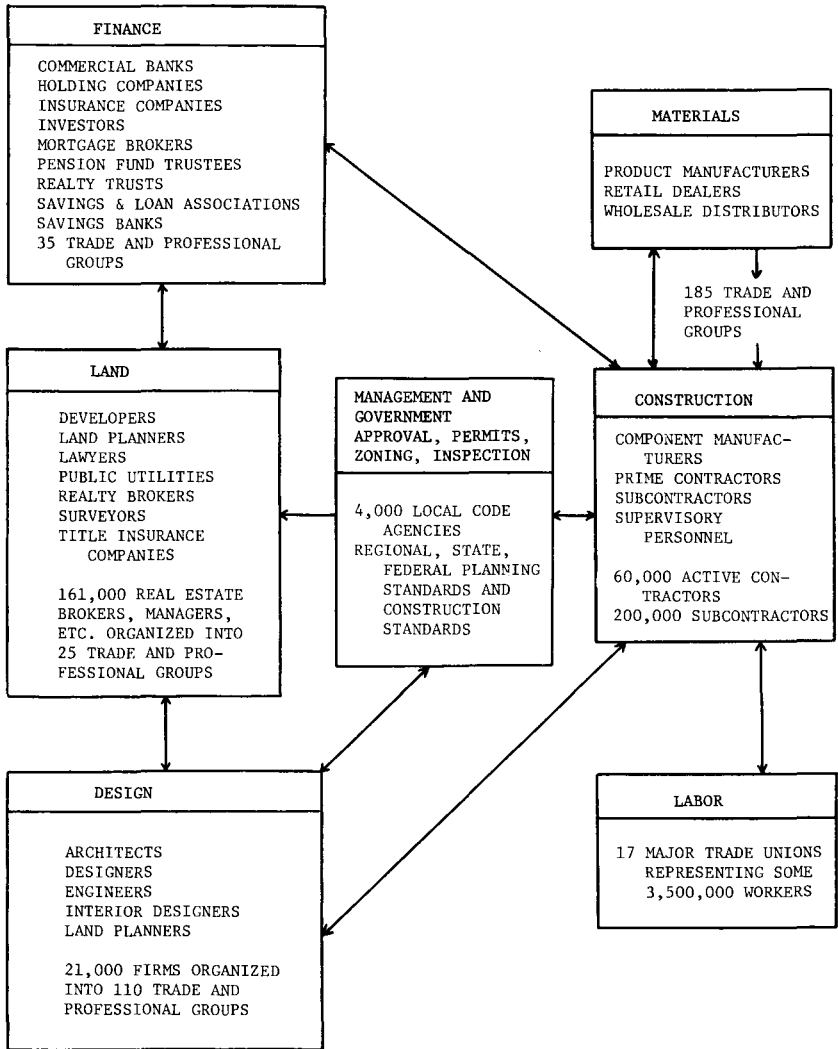 FINANCE
COMMERCIAL BANKS
HOLDING COMPANIES
INSURANCE COMPANIES
INVESTORS
MORTGAGE BROKERS
PENSION FUND TRUSTEES
REALTY TRUSTS
SAVINGS & LOAN ASSOCIATIONS
SAVINGS BANKS
35 TRADE AND PROFESSIONAL
GROUPS
MATERIALS
PRODUCT MANUFACTURERS
RETAIL DEALERS
WHOLESALE DISTRIBUTORS
185 TRADE AND
PROFESSIONAL
GROUPS
LAND
DEVELOPERS
LAND PLANNERS
LAWYERS
PUBLIC UTILITIES
REALTY BROKERS
SURVEYORS
TITLE INSURANCE
COMPANIES
161,000 REAL ESTATE
BROKERS, MANAGERS,
ETC. ORGANIZED INTO
25 TRADE AND PRO-
FESSIONAL GROUPS
MANAGEMENT AND
GOVERNMENT
APPROVAL, PERMITS,
ZONING, INSPECTION
4,000 LOCAL CODE
AGENCIES
REGIONAL, STATE,
FEDERAL PLANNING
STANDARDS AND
CONSTRUCTION
STANDARDS
CONSTRUCTION
COMPONENT MANUFAC-
TURERS
PRIME CONTRACTORS
SUBCONTRACTORS
SUPERVISORY
PERSONNEL
60,000 ACTIVE CON-
TRACTORS
200,000 SUBCONTRACTORS
DESIGN
ARCHITECTS
DESIGNERS
ENGINEERS
INTERIOR DESIGNERS
LAND PLANNERS
21,000 FIRMS ORGANIZED
INTO 110 TRADE AND
PROFESSIONAL GROUPS
LABOR
17 MAJOR TRADE UNIONS
REPRESENTING SOME
3,500,000 WORKERS